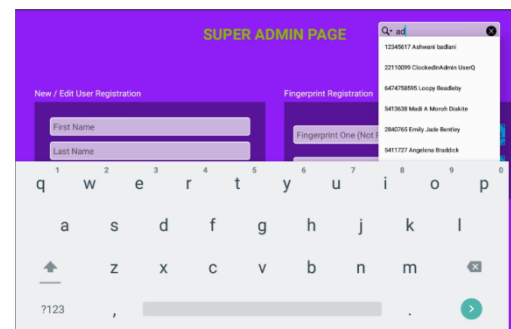 SUPER ADMIN PAGE
ad
12345617 Ashwani badlani
22110099 ClockedInAdmin UserQ
6474758595 Loopy Beadleby
5413638 Madi A Moroh Diakite
2840765 Emily Jade Bentley
5411727 Angelena Braddick
New / Edit User Registration
Fingerprint Registration
First Name
Last Name
Fingerprint One (Not F
1 2 3 4 5 6 7 8 9 0
q w e r t y u i o p
a s d f g h j k l
z x c v b n m
?123 , .